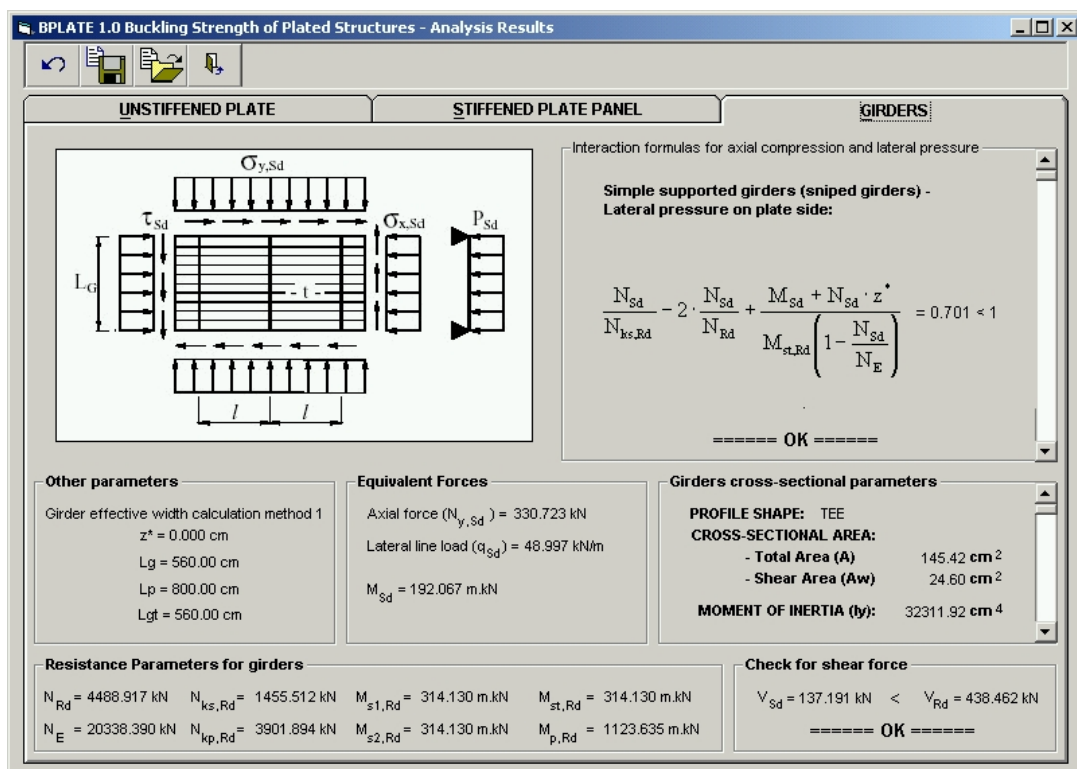 BPLATE 1.0 Buckling Strength of Plated Structures - Analysis Results
UNSTIFFENED PLATE
STIFFENED PLATE PANEL
GIRDERS
σy,Sd
τSd
σx,Sd
PSd
LG
- t -
l
l
Interaction formulas for axial compression and lateral pressure
Simple supported girders (sniped girders) -
Lateral pressure on plate side:
NSd/Nks,Rd − 2 · NSd/NRd + (MSd + NSd · z*)/(Mst,Rd(1 − NSd/NE)) = 0.701 < 1
====== OK ======
Other parameters
Girder effective width calculation method 1
z* = 0.000 cm
Lg = 560.00 cm
Lp = 800.00 cm
Lgt = 560.00 cm
Equivalent Forces
Axial force (Ny,Sd ) = 330.723 kN
Lateral line load (qSd) = 48.997 kN/m
MSd = 192.067 m.kN
Girders cross-sectional parameters
PROFILE SHAPE: TEE
CROSS-SECTIONAL AREA:
- Total Area (A) 145.42 cm2
- Shear Area (Aw) 24.60 cm2
MOMENT OF INERTIA (Iy): 32311.92 cm4
Resistance Parameters for girders
NRd = 4488.917 kN Nks,Rd = 1455.512 kN Ms1,Rd = 314.130 m.kN Mst,Rd = 314.130 m.kN
NE = 20338.390 kN Nkp,Rd = 3901.894 kN Ms2,Rd = 314.130 m.kN Mp,Rd = 1123.635 m.kN
Check for shear force
VSd = 137.191 kN < VRd = 438.462 kN
====== OK ======